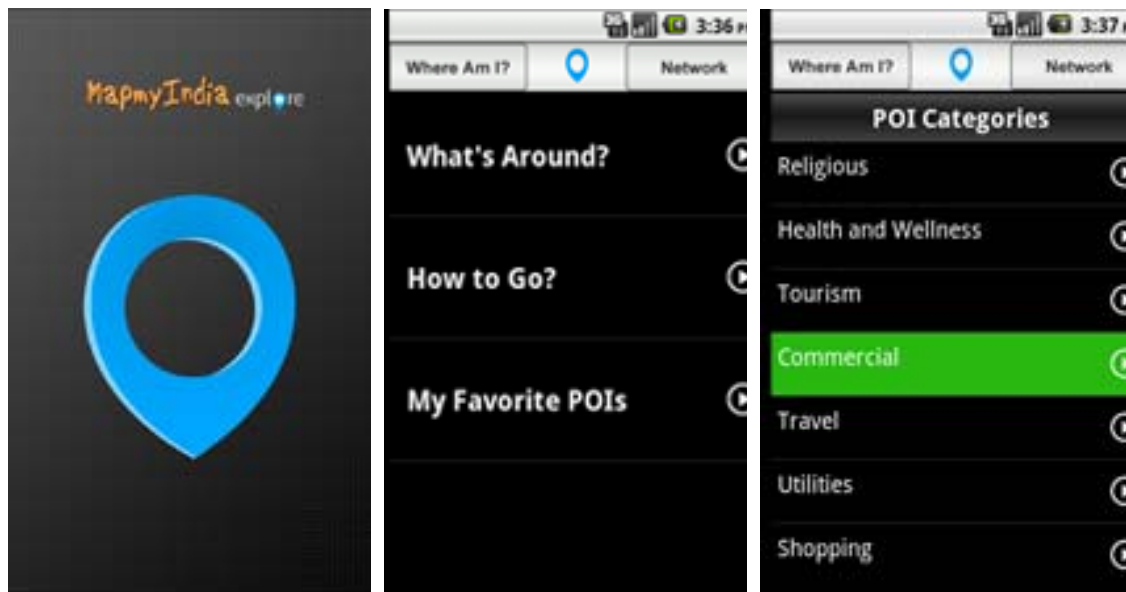 MapmyIndia explore
3:36
Where Am I?
Network
What's Around?
How to Go?
My Favorite POIs
3:37
Where Am I?
Network
POI Categories
Religious
Health and Wellness
Tourism
Commercial
Travel
Utilities
Shopping